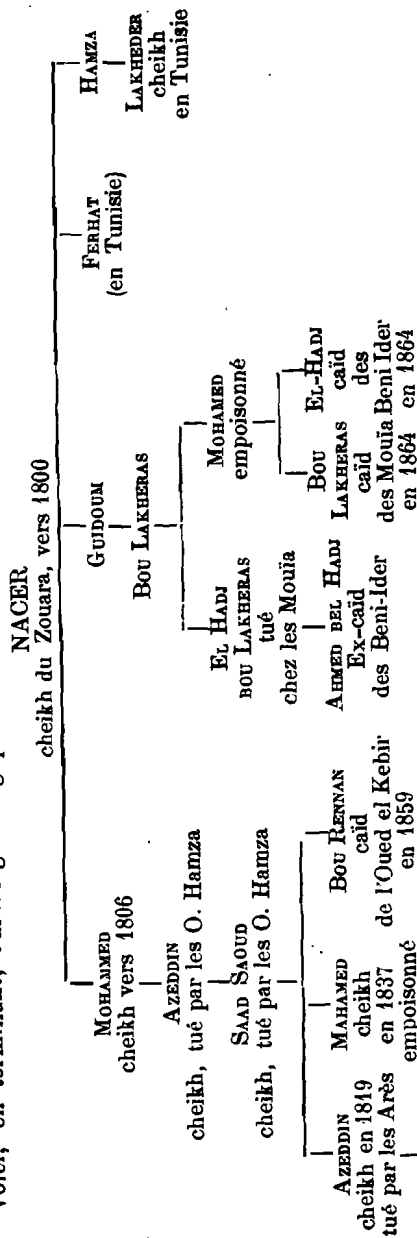 Voici, en terminant,
NACER
cheikh du Zouara, vers 1800
MOHAMMED
cheikh vers 1806
AZEDDIN
cheikh, tué par les O. Hamza
SAAD SAOUD
cheikh, tué par les O. Hamza
AZEDDIN
cheikh en 1849
tué par les Arès
MAHAMED
cheikh
en 1837
empoisonné
BOU RENNAN
caïd
de l'Oued el Kebir
en 1859
GUIDOUM
BOU LAKHERAS
EL HADJ
BOU LAKHERAS
tué
chez les Mouïa
AHMED BEL HADJ
Ex-caïd
des Beni-Ider
MOHAMED
empoisonné
BOU
LAKHERAS
caïd
des Mouïa
en 1864
EL-HADJ
caïd
des
Beni Ider
en 1864
FERHAT
(en Tunisie)
HAMZA
LAKHEDER
cheikh
en Tunisie